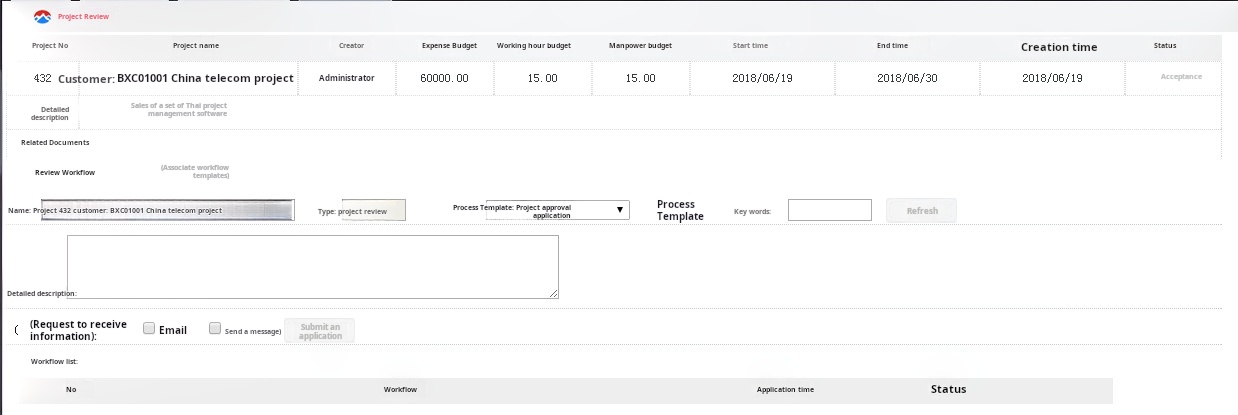 Project Review
Project No Project name Creator Expense Budget Working hour budget Manpower budget Start time End time Creation time Status
432 Customer: BXC01001 China telecom project Administrator 60000.00 15.00 15.00 2018/06/19 2018/06/30 2018/06/19 Acceptance
Detailed description
Sales of a set of Thai project
management software
Related Documents
Review Workflow
(Associate workflow
templates)
Name: Project 432 customer: BXC01001 China telecom project
Type: project review
Process Template: Project approval
application
Process
Template
Key words:
Refresh
Detailed description:
(
(Request to receive
information):
Email
Send a message)
Submit an
application
Workflow list:
No Workflow Application time Status